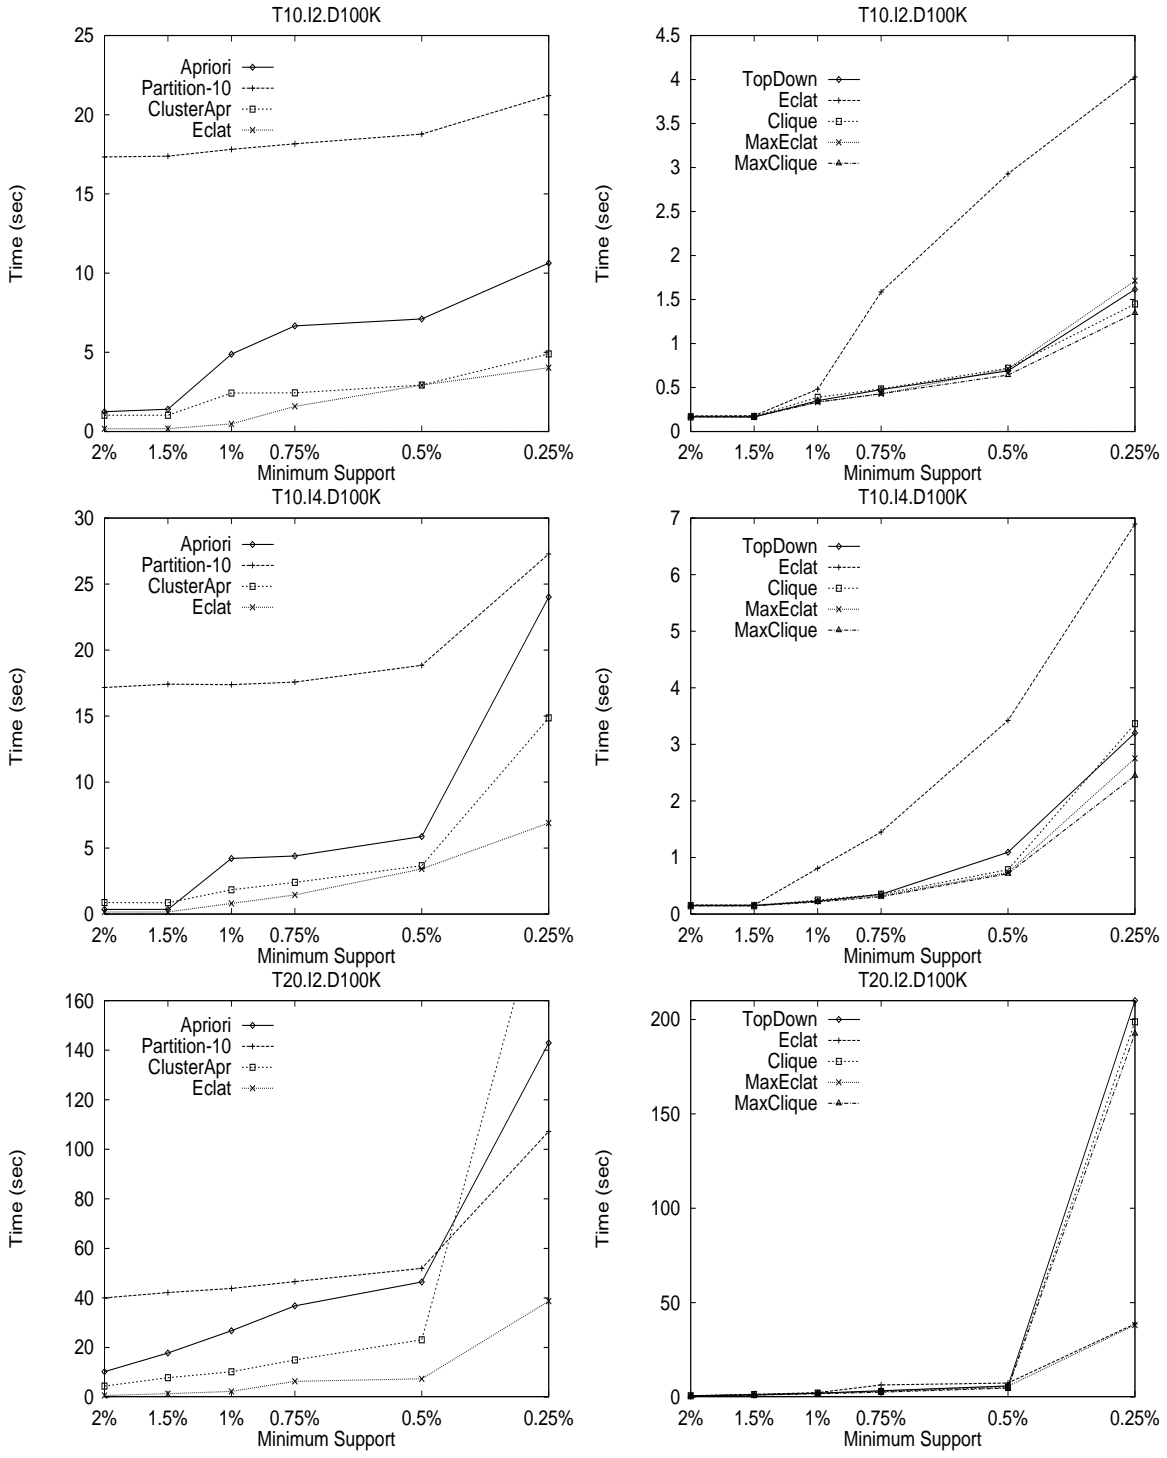 T10.I2.D100K
25
20
15
10
5
0
Time (sec)
Apriori
Partition-10
ClusterApr
Eclat
2% 1.5% 1% 0.75% 0.5% 0.25%
Minimum Support
T10.I2.D100K
4.5
4
3.5
3
2.5
2
1.5
1
0.5
0
Time (sec)
TopDown
Eclat
Clique
MaxEclat
MaxClique
2% 1.5% 1% 0.75% 0.5% 0.25%
Minimum Support
T10.I4.D100K
30
25
20
15
10
5
0
Time (sec)
Apriori
Partition-10
ClusterApr
Eclat
2% 1.5% 1% 0.75% 0.5% 0.25%
Minimum Support
T10.I4.D100K
7
6
5
4
3
2
1
0
Time (sec)
TopDown
Eclat
Clique
MaxEclat
MaxClique
2% 1.5% 1% 0.75% 0.5% 0.25%
Minimum Support
T20.I2.D100K
160
140
120
100
80
60
40
20
0
Time (sec)
Apriori
Partition-10
ClusterApr
Eclat
2% 1.5% 1% 0.75% 0.5% 0.25%
Minimum Support
T20.I2.D100K
200
150
100
50
0
Time (sec)
TopDown
Eclat
Clique
MaxEclat
MaxClique
2% 1.5% 1% 0.75% 0.5% 0.25%
Minimum Support